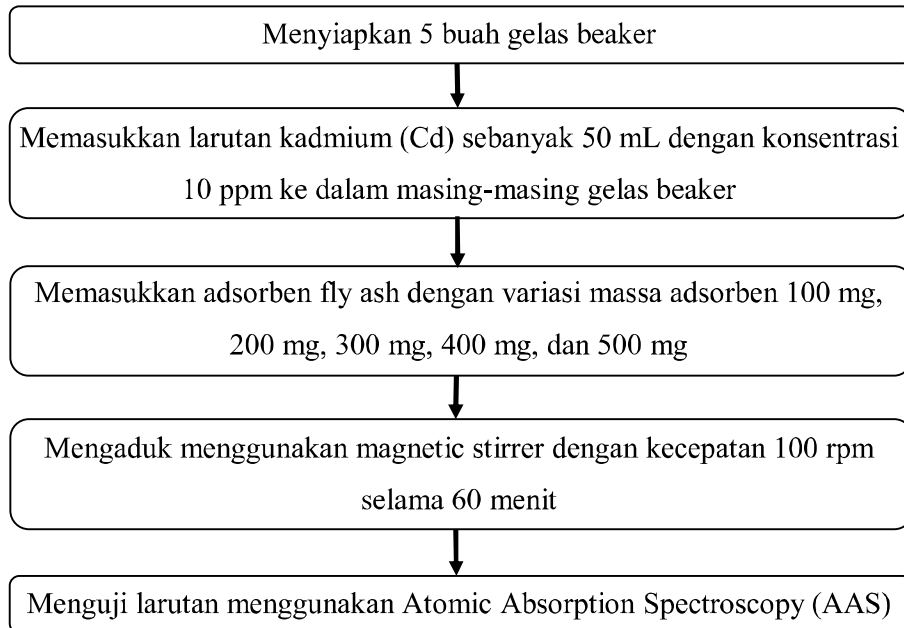 Menyiapkan 5 buah gelas beaker
Memasukkan larutan kadmium (Cd) sebanyak 50 mL dengan konsentrasi
10 ppm ke dalam masing-masing gelas beaker
Memasukkan adsorben fly ash dengan variasi massa adsorben 100 mg,
200 mg, 300 mg, 400 mg, dan 500 mg
Mengaduk menggunakan magnetic stirrer dengan kecepatan 100 rpm
selama 60 menit
Menguji larutan menggunakan Atomic Absorption Spectroscopy (AAS)